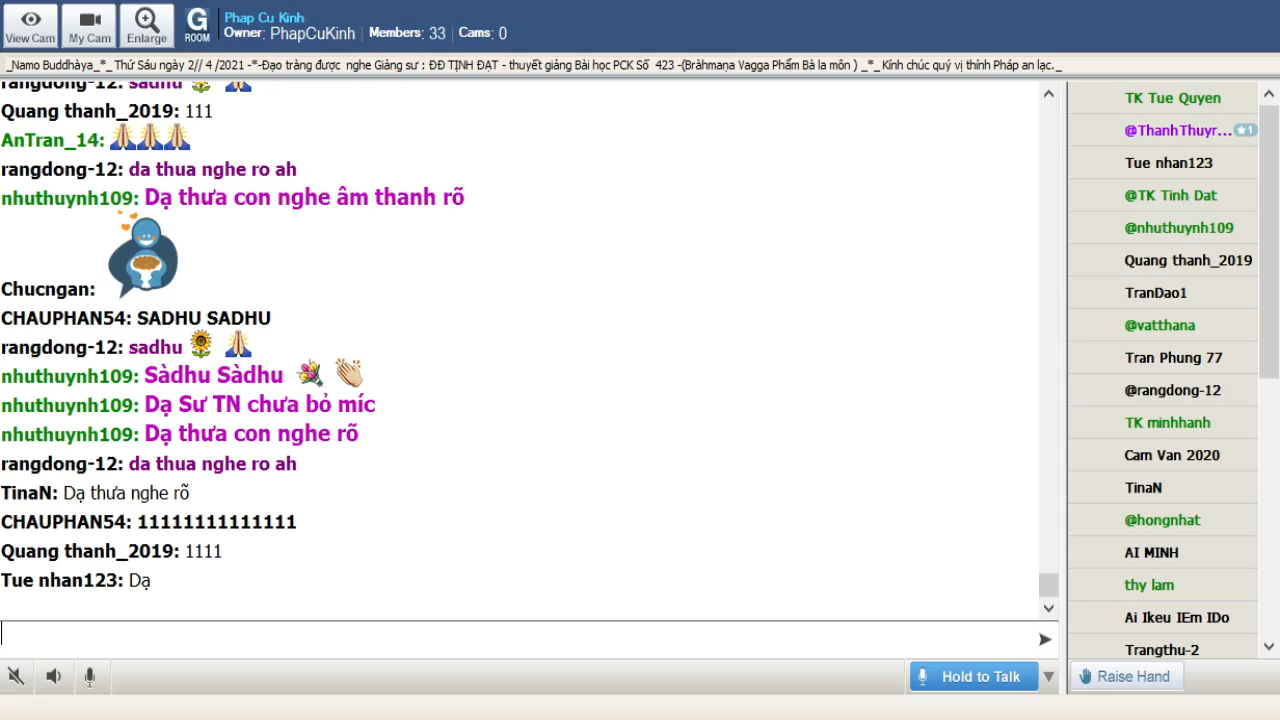 View Cam
My Cam
Enlarge
G ROOM
Phap Cu Kinh
Owner: PhapCuKinh | Members: 33 | Cams: 0
_Namo Buddhàya_*_ Thứ Sáu ngày 2// 4 /2021 -*-Đạo tràng được nghe Giảng sư : ĐĐ TỊNH ĐẠT - thuyết giảng Bài học PCK Số 423 -(Bràhmaṇa Vagga Phẩm Bà la môn ) _*_ Kính chúc quý vị thính Pháp an lạc._
rangdong-12: sadhu
Quang thanh_2019: 111
AnTran_14:
rangdong-12: da thua nghe ro ah
nhuthuynh109: Dạ thưa con nghe âm thanh rõ
Chucngan:
CHAUPHAN54: SADHU SADHU
rangdong-12: sadhu
nhuthuynh109: Sàdhu Sàdhu
nhuthuynh109: Dạ Sư TN chưa bỏ míc
nhuthuynh109: Dạ thưa con nghe rõ
rangdong-12: da thua nghe ro ah
TinaN: Dạ thưa nghe rõ
CHAUPHAN54: 11111111111111
Quang thanh_2019: 1111
Tue nhan123: Dạ
TK Tue Quyen
@ThanhThuyr... ★1
Tue nhan123
@TK Tinh Dat
@nhuthuynh109
Quang thanh_2019
TranDao1
@vatthana
Tran Phung 77
@rangdong-12
TK minhhanh
Cam Van 2020
TinaN
@hongnhat
AI MINH
thy lam
Ai Ikeu IEm IDo
Trangthu-2
Hold to Talk
Raise Hand